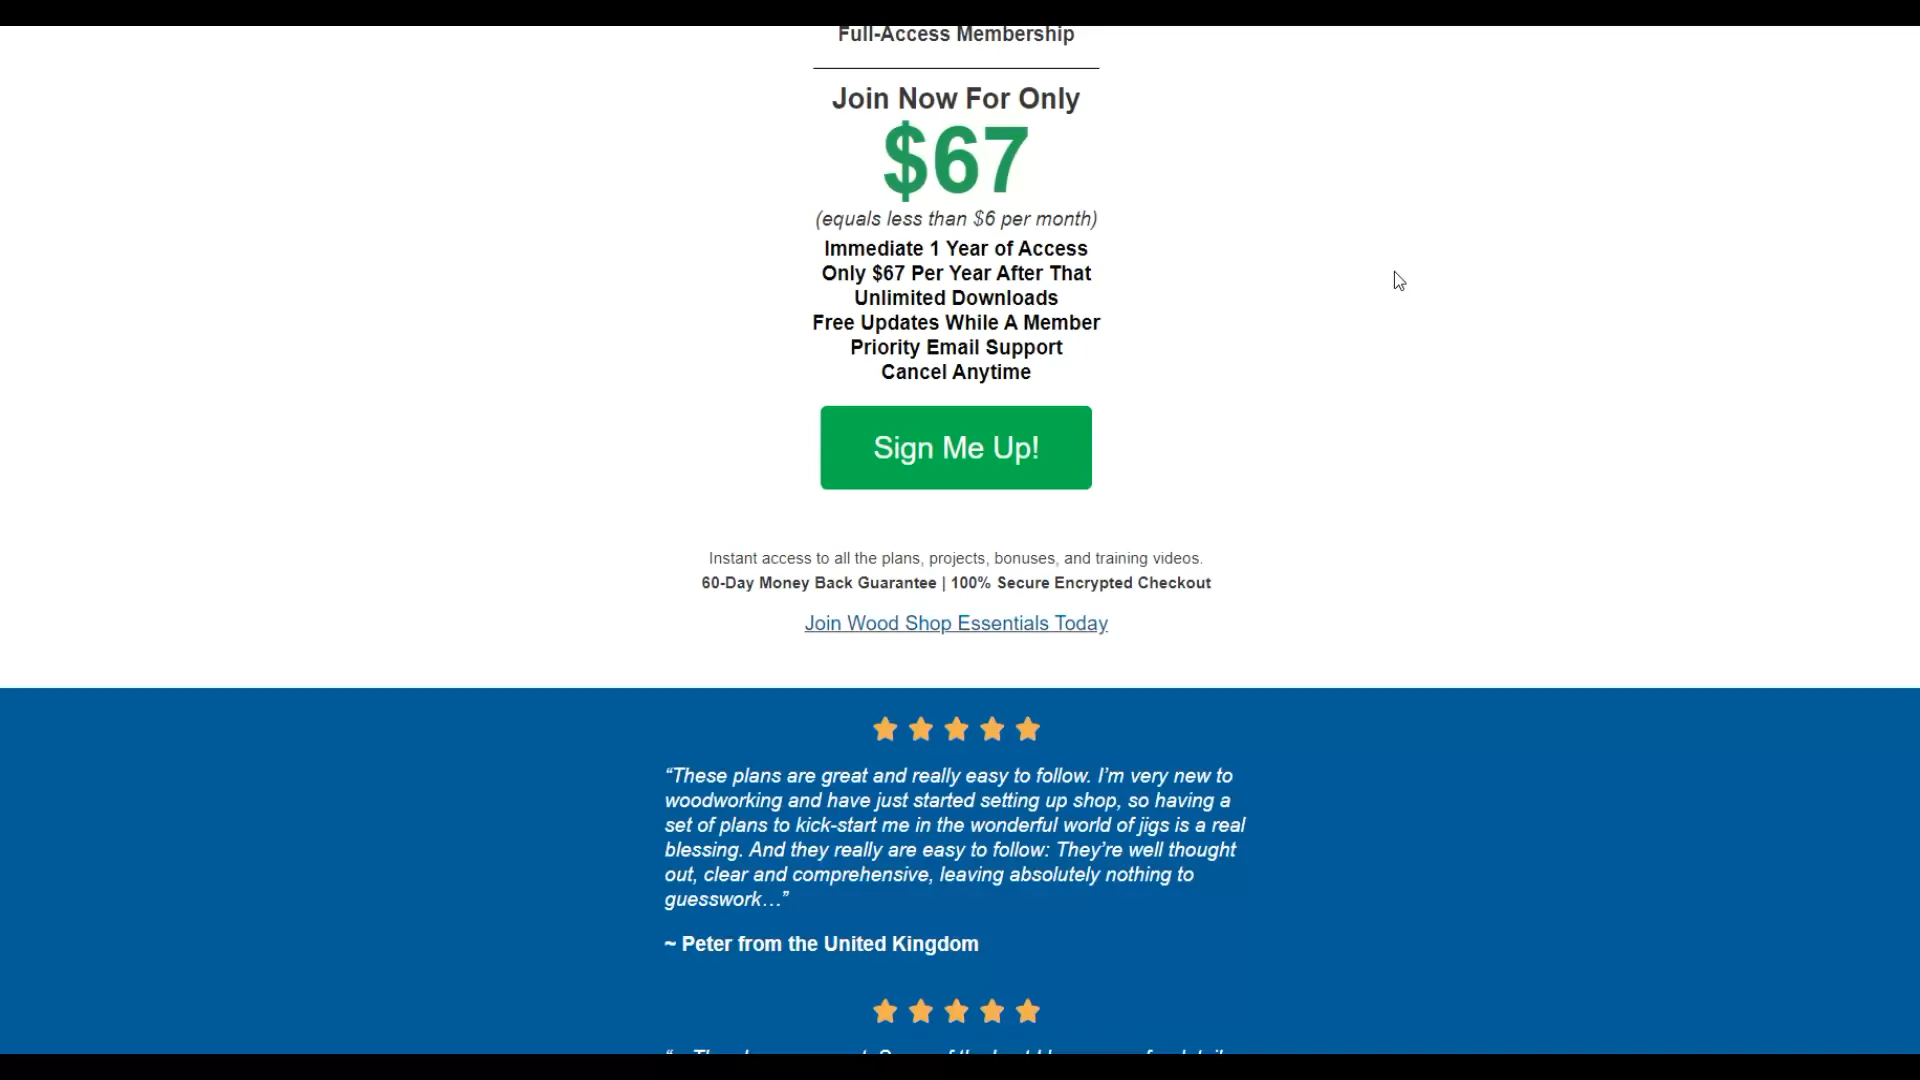 Full-Access Membership
Join Now For Only
$67
(equals less than $6 per month)
Immediate 1 Year of Access
Only $67 Per Year After That
Unlimited Downloads
Free Updates While A Member
Priority Email Support
Cancel Anytime
Sign Me Up!
Instant access to all the plans, projects, bonuses, and training videos.
60-Day Money Back Guarantee | 100% Secure Encrypted Checkout
Join Wood Shop Essentials Today
“These plans are great and really easy to follow. I’m very new to
woodworking and have just started setting up shop, so having a
set of plans to kick-start me in the wonderful world of jigs is a real
blessing. And they really are easy to follow: They’re well thought
out, clear and comprehensive, leaving absolutely nothing to
guesswork…”
~ Peter from the United Kingdom